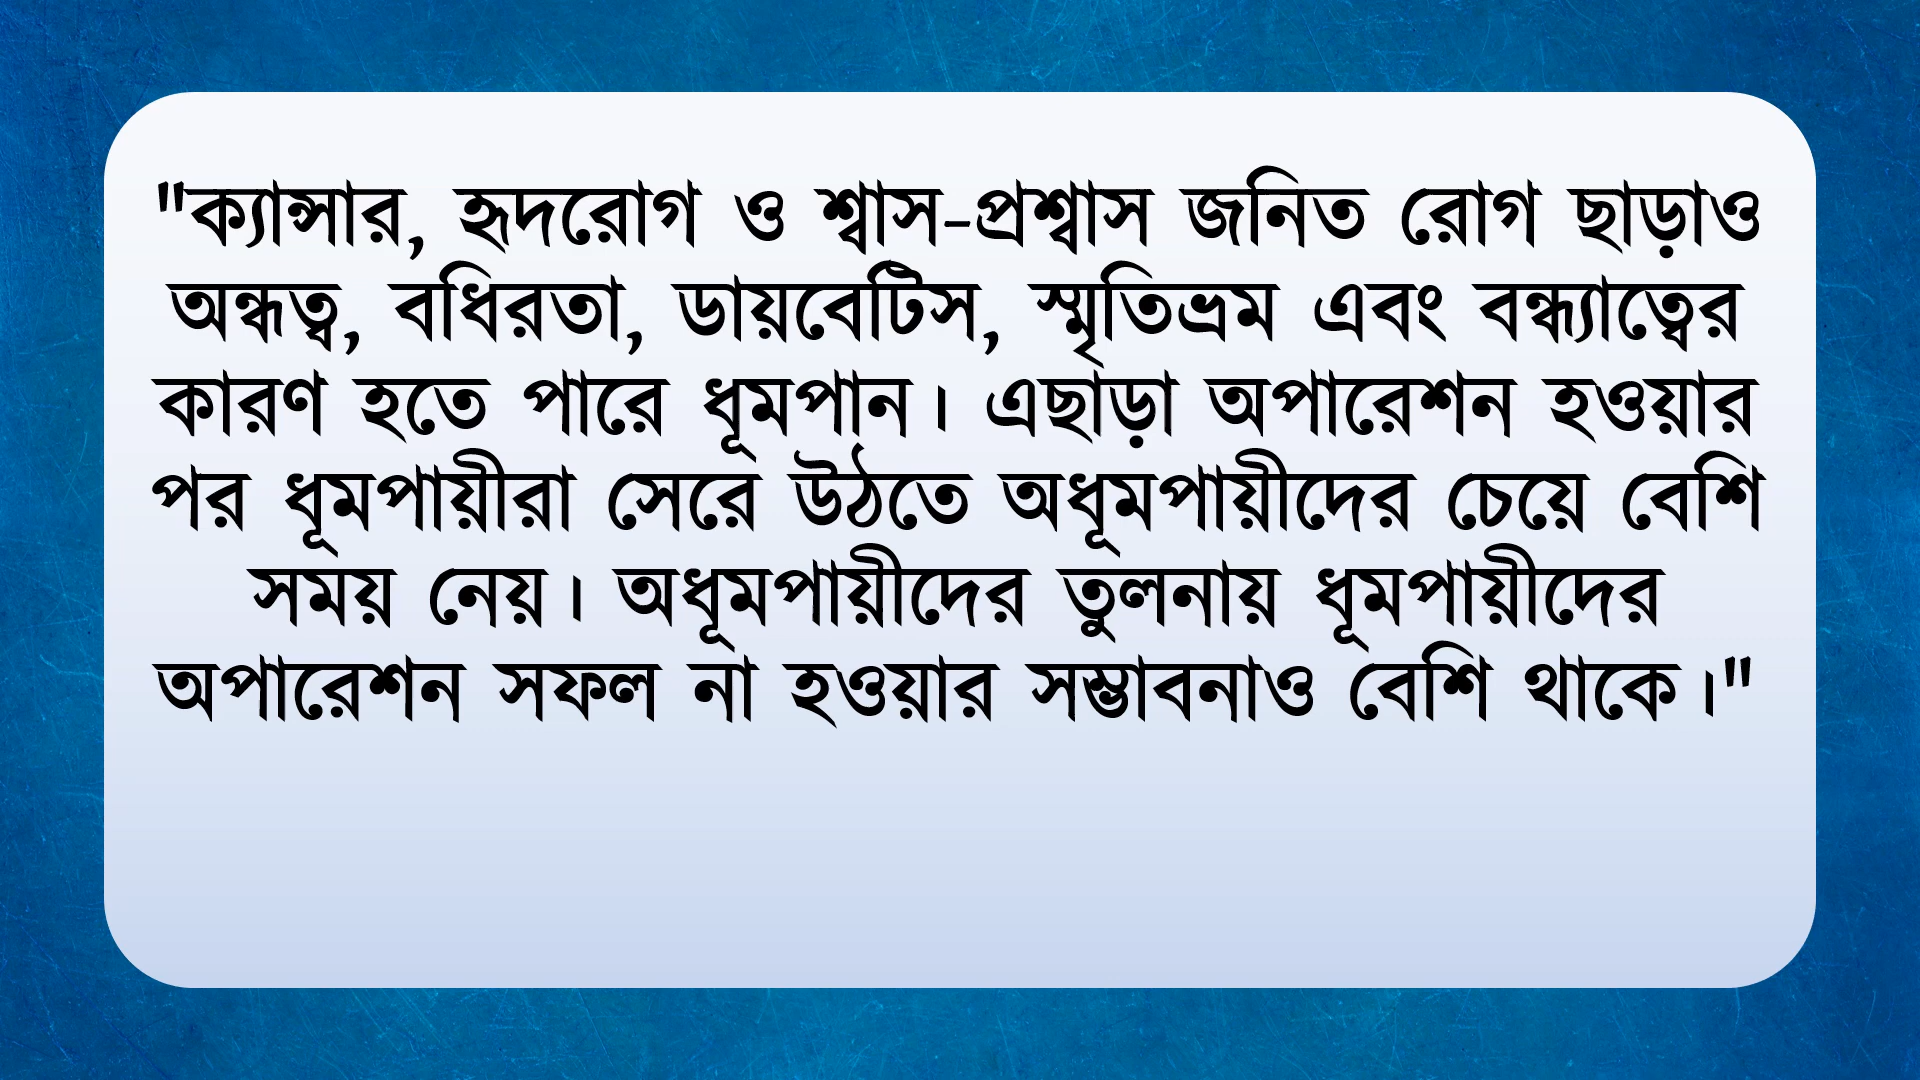 "ক্যান্সার, হৃদরোগ ও শ্বাস-প্রশ্বাস জনিত রোগ ছাড়াও
অন্ধত্ব, বধিরতা, ডায়বেটিস, স্মৃতিভ্রম এবং বন্ধ্যাত্বের
কারণ হতে পারে ধূমপান। এছাড়া অপারেশন হওয়ার
পর ধূমপায়ীরা সেরে উঠতে অধূমপায়ীদের চেয়ে বেশি
সময় নেয়। অধূমপায়ীদের তুলনায় ধূমপায়ীদের
অপারেশন সফল না হওয়ার সম্ভাবনাও বেশি থাকে।"